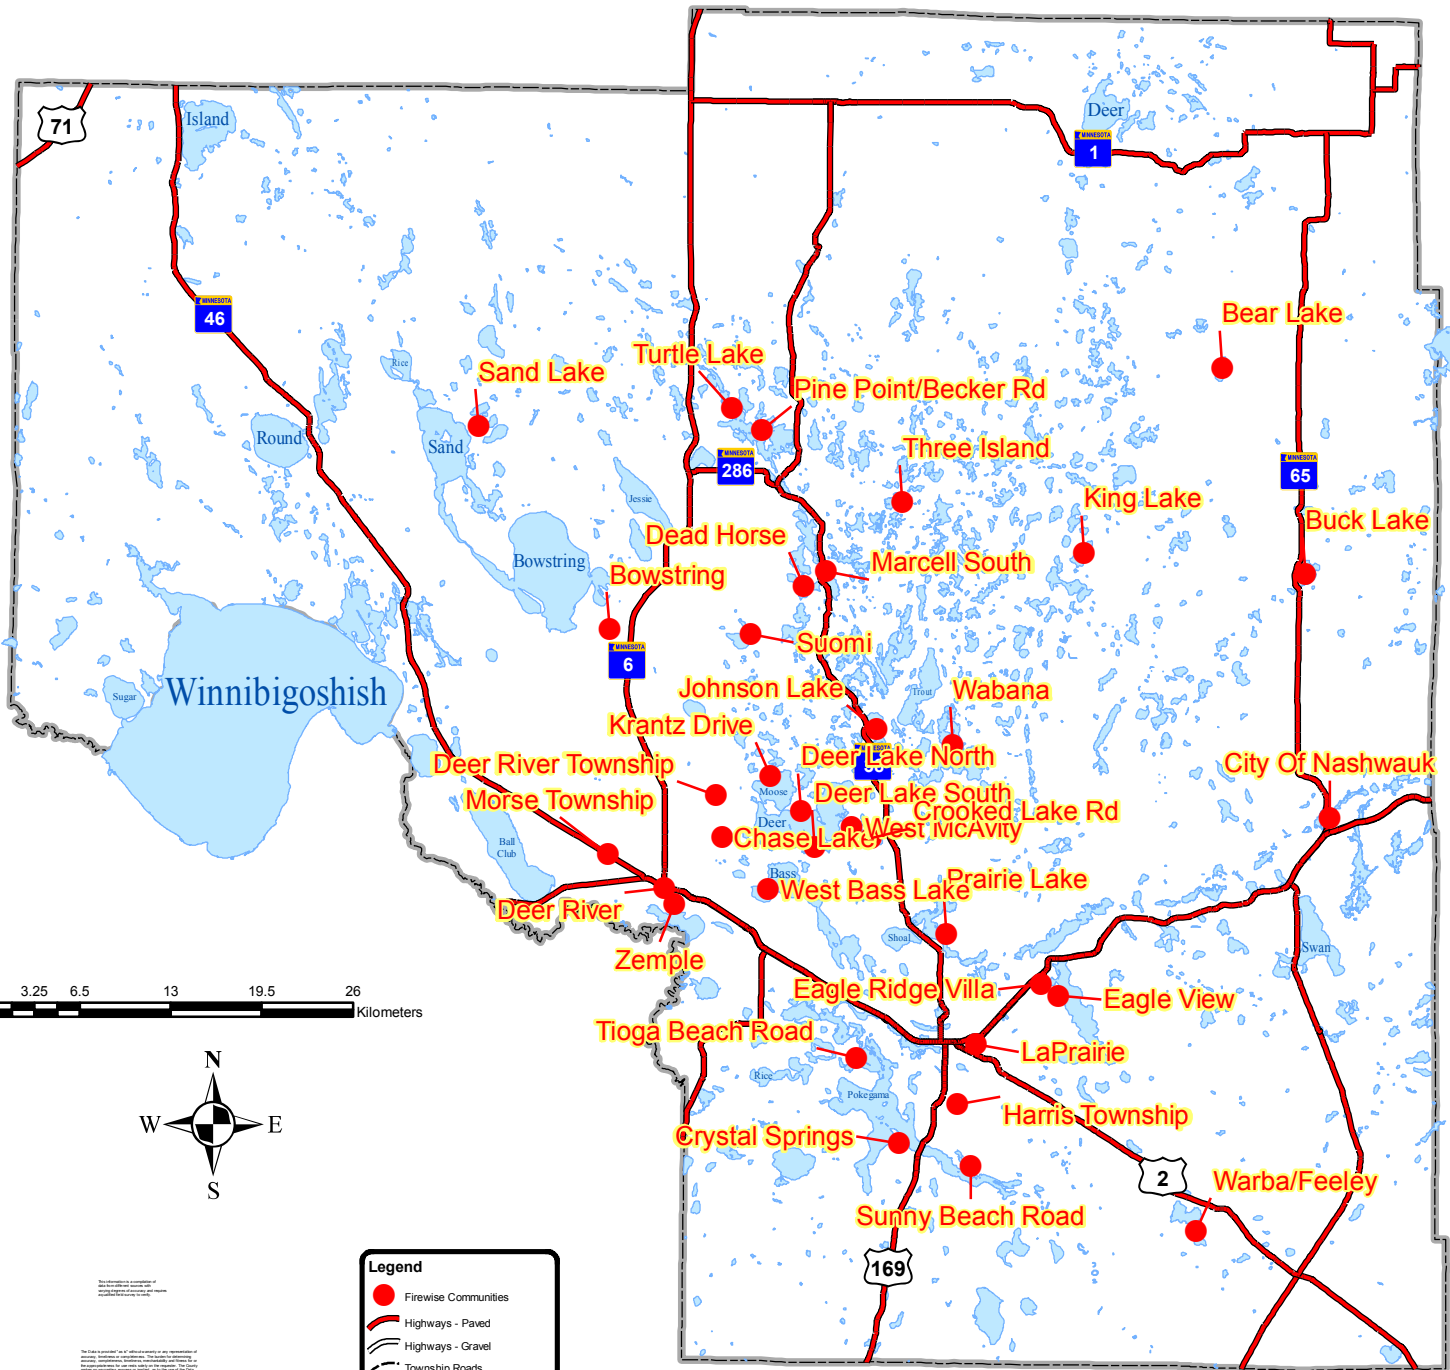 71
Island
Deer
MINNESOTA
1
MINNESOTA
46
Bear Lake
Turtle Lake
Rice
Sand Lake
Pine Point/Becker Rd
Round
Sand
Three Island
MINNESOTA
286
MINNESOTA
65
Jessie
King Lake
Buck Lake
Dead Horse
Bowstring
Marcell South
Bowstring
Suomi
MINNESOTA
6
Winnibigoshish
Sugar
Johnson Lake
Trout
Wabana
Krantz Drive
Deer Lake North
Deer River Township
City Of Nashwauk
Moose
Deer Lake South
Morse Township
Crooked Lake Rd
Deer
West McAvity
Chase Lake
Ball
Club
Bass
West Bass Lake
Prairie Lake
Deer River
Shoal
Swan
Zemple
Eagle Ridge Villa
Eagle View
3.25 6.5 13 19.5 26
Kilometers
Tioga Beach Road
LaPrairie
N
W E
S
Rice
Pokegama
Harris Township
Crystal Springs
2
Warba/Feeley
Sunny Beach Road
169
Legend
Firewise Communities
Highways - Paved
Highways - Gravel
Township Roads